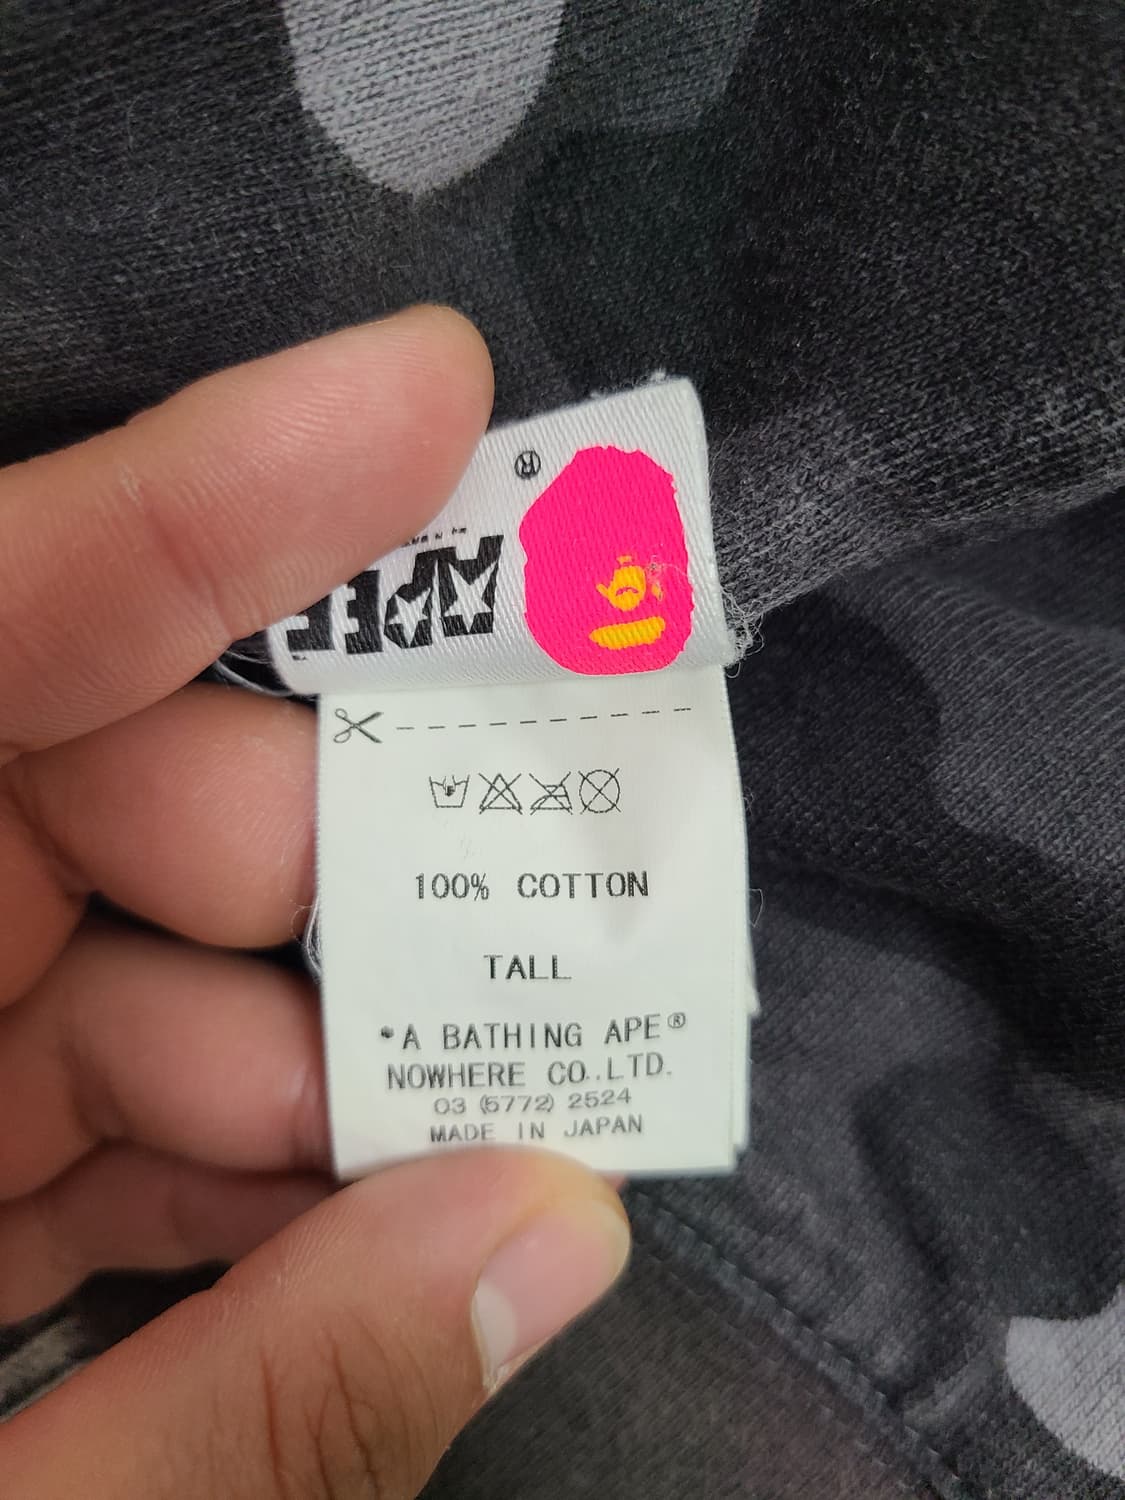 ®
APE
100% COTTON
TALL
*A BATHING APE®
NOWHERE CO.,LTD.
03 (5772) 2524
MADE IN JAPAN